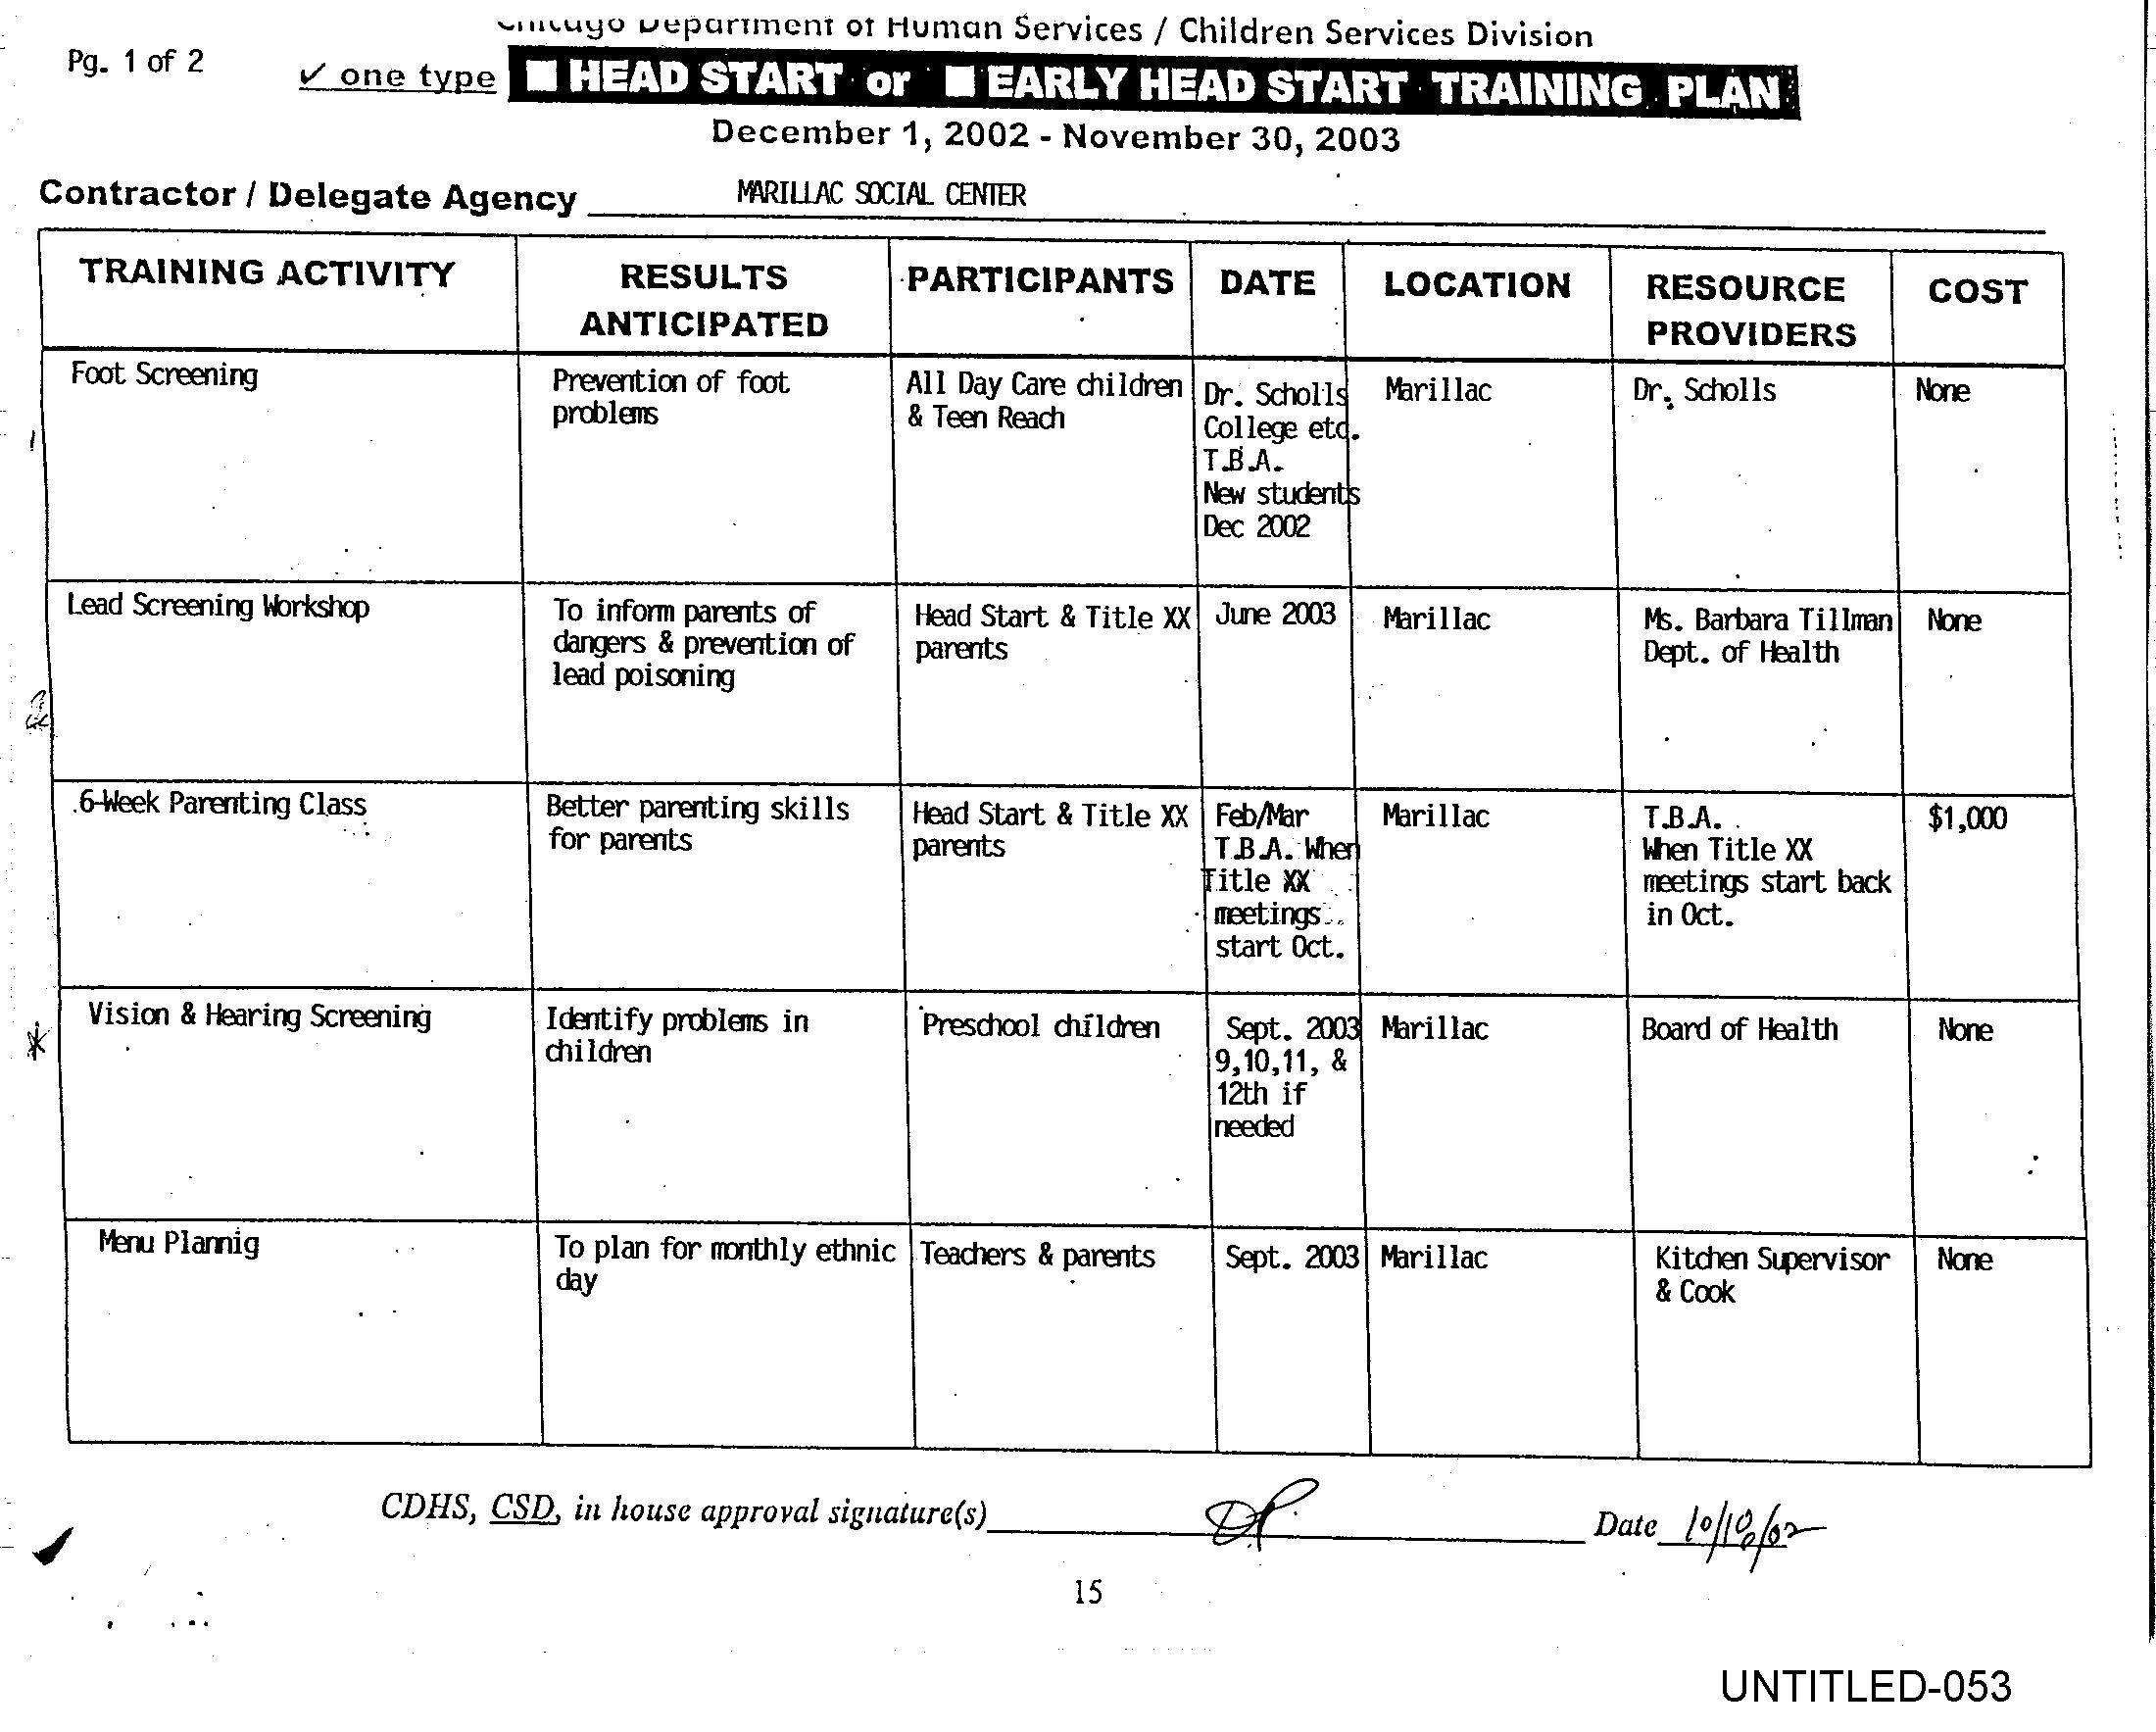 Chicago Department of Human Services / Children Services Division
Pg. 1 of 2
✓ one type ■ HEAD START or ■ EARLY HEAD START TRAINING PLAN
December 1, 2002 - November 30, 2003
Contractor / Delegate Agency MARILLAC SOCIAL CENTER
TRAINING ACTIVITY
RESULTS
ANTICIPATED
PARTICIPANTS
DATE
LOCATION
RESOURCE
PROVIDERS
COST
1
Foot Screening
Prevention of foot
problems
All Day Care children
& Teen Reach
Dr. Scholls
College etc.
T.B.A.
New students
Dec 2002
Marillac
Dr. Scholls
None
2
Lead Screening Workshop
To inform parents of
dangers & prevention of
lead poisoning
Head Start & Title XX
parents
June 2003
Marillac
Ms. Barbara Tillman
Dept. of Health
None
6-Week Parenting Class
Better parenting skills
for parents
Head Start & Title XX
parents
Feb/Mar
T.B.A. When
Title XX
meetings
start Oct.
Marillac
T.B.A.
When Title XX
meetings start back
in Oct.
$1,000
*
Vision & Hearing Screening
Identify problems in
children
Preschool children
Sept. 2003
9,10,11, &
12th if
needed
Marillac
Board of Health
None
Menu Plannig
To plan for monthly ethnic
day
Teachers & parents
Sept. 2003
Marillac
Kitchen Supervisor
& Cook
None
CDHS, CSD, in house approval signature(s)
Date 10/10/02
15
UNTITLED-053